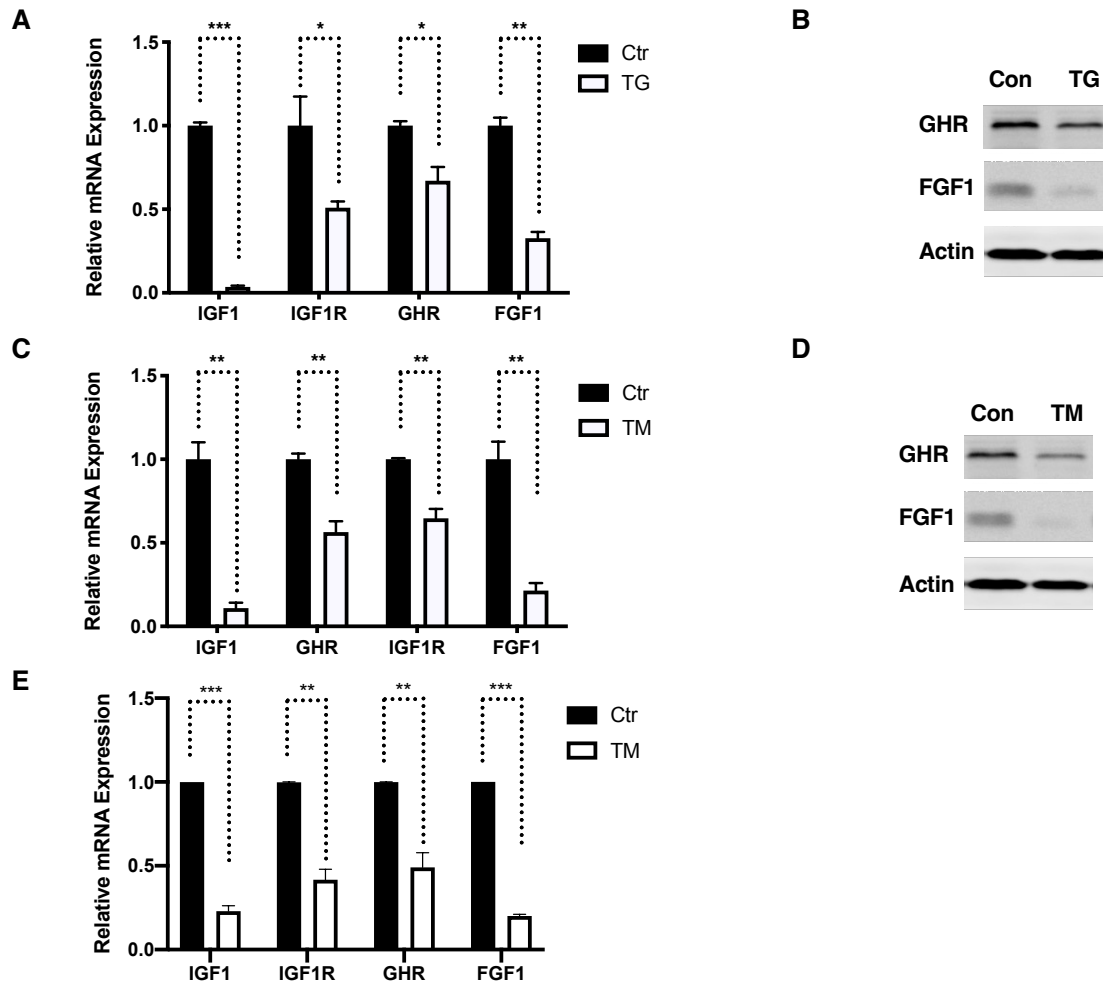 A
*** * * **
1.5
1.0
0.5
0.0
Relative mRNA Expression
IGF1 IGF1R GHR FGF1
Ctr
TG
B
Con TG
GHR
FGF1
Actin
C
** ** ** **
1.5
1.0
0.5
0.0
Relative mRNA Expression
IGF1 GHR IGF1R FGF1
Ctr
TM
D
Con TM
GHR
FGF1
Actin
E
*** ** ** ***
1.5
1.0
0.5
0.0
Relative mRNA Expression
IGF1 IGF1R GHR FGF1
Ctr
TM